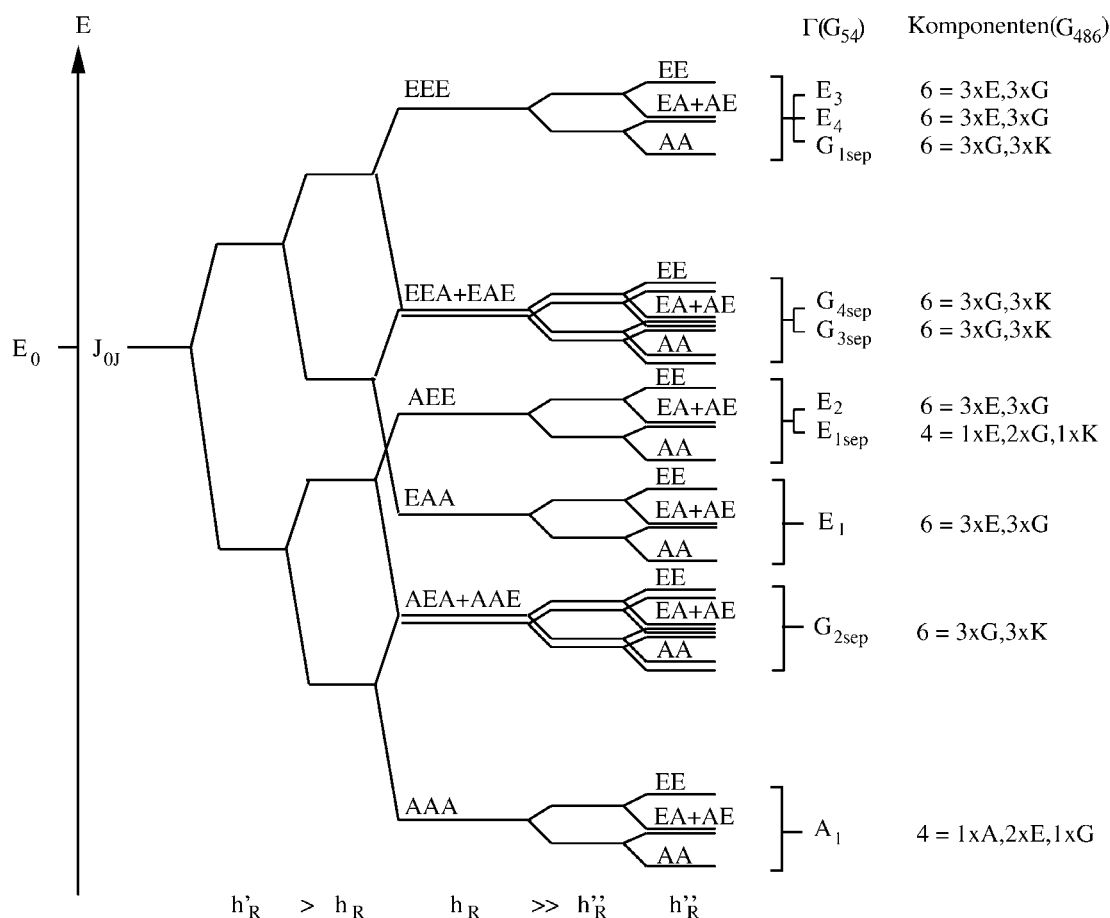 E Γ(G54) Komponenten(G486)
EE
EEE EA+AE E3 6 = 3xE,3xG
E4 6 = 3xE,3xG
AA G1sep 6 = 3xG,3xK
EE
EEA+EAE EA+AE G4sep 6 = 3xG,3xK
G3sep 6 = 3xG,3xK
E0 J0J AA
EE
AEE EA+AE E2 6 = 3xE,3xG
E1sep 4 = 1xE,2xG,1xK
AA
EE
EAA EA+AE E1 6 = 3xE,3xG
AA
EE
AEA+AAE EA+AE
G2sep 6 = 3xG,3xK
AA
EE
AAA EA+AE A1 4 = 1xA,2xE,1xG
AA
h'R > hR hR >> h''R h''R